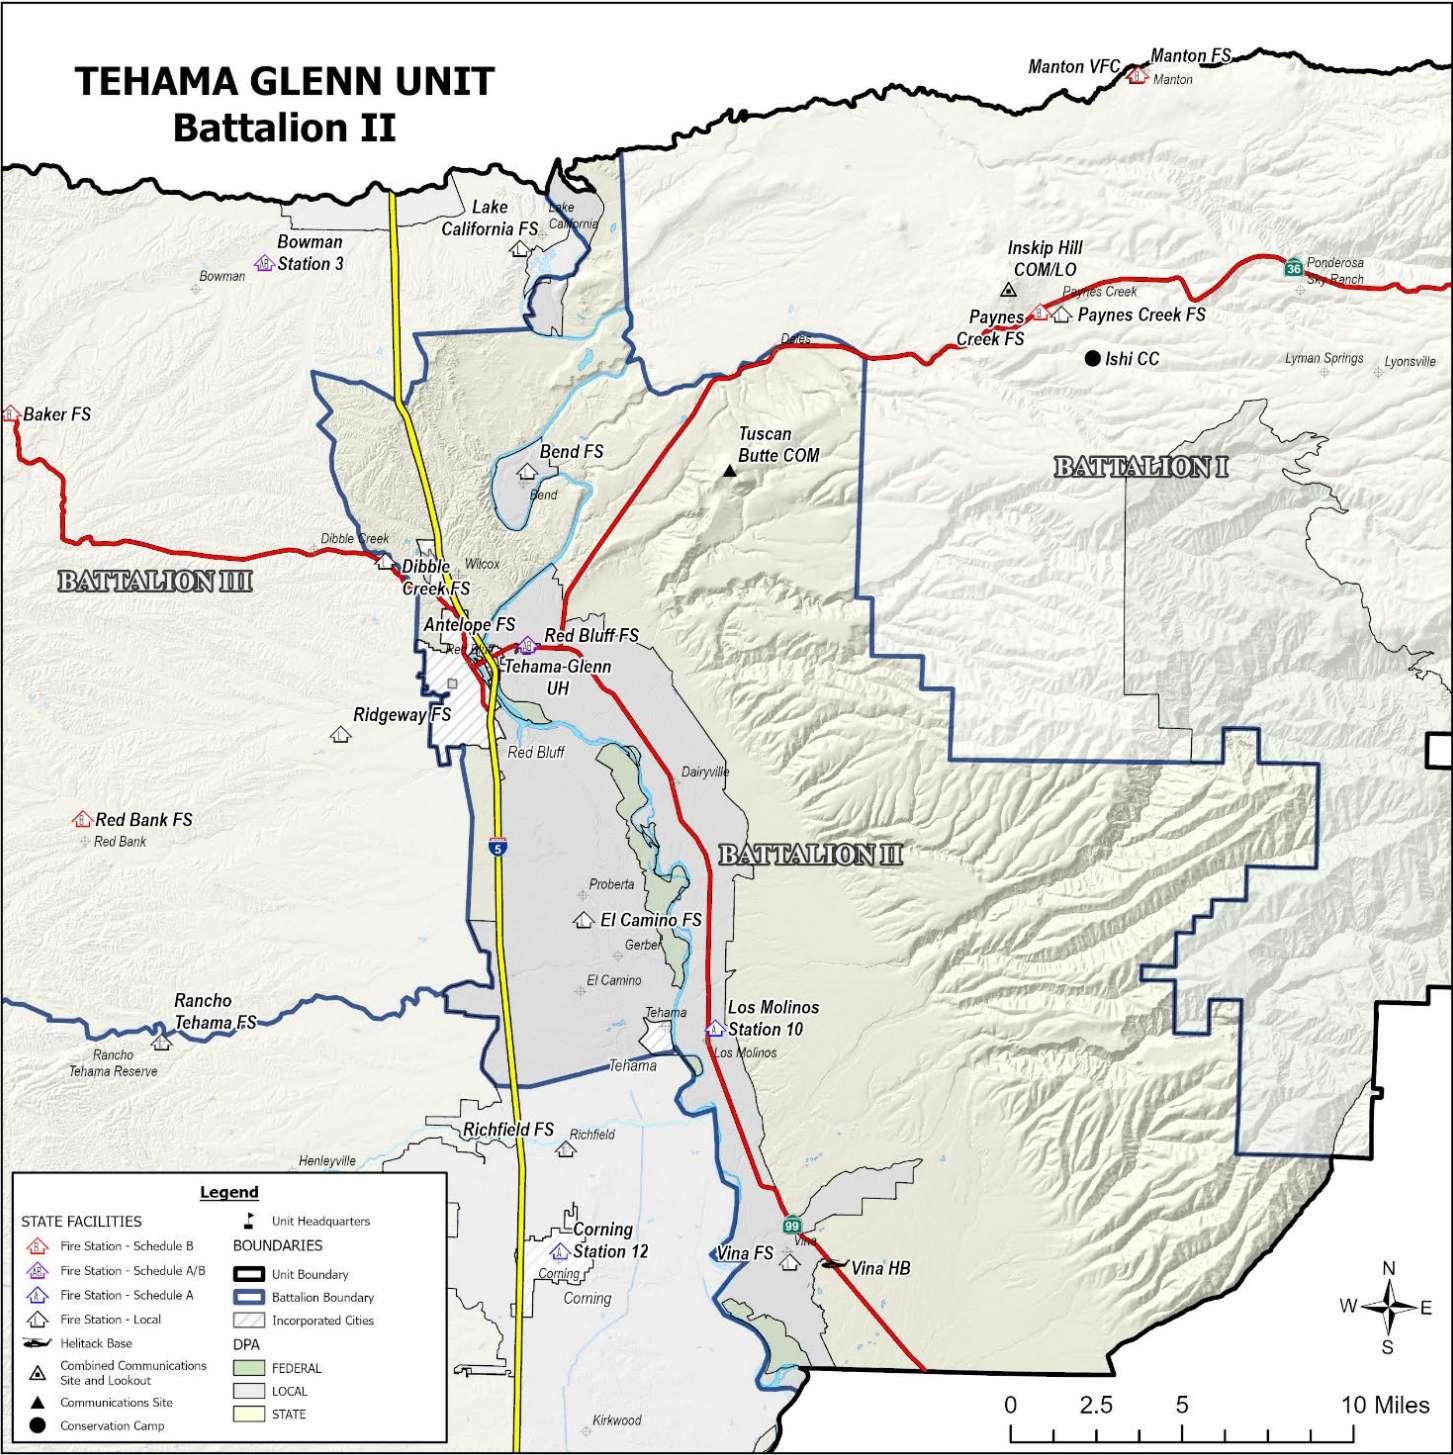 TEHAMA GLENN UNIT
Battalion II
Manton VFC
Manton FS
Manton
Lake
California FS
Lake
California
Bowman
Station 3
Bowman
Inskip Hill
COM/LO
36
Ponderosa
Sky Ranch
Paynes Creek
Paynes
Creek FS
Paynes Creek FS
Dales
Ishi CC
Lyman Springs
Lyonsville
Baker FS
Tuscan
Butte COM
Bend FS
Bend
BATTALION I
Dibble Creek
Dibble
Creek FS
Wilcox
BATTALION III
Antelope FS
Red Bluff FS
Red Bluff
Tehama-Glenn
UH
Ridgeway FS
Red Bluff
Dairyville
Red Bank FS
Red Bank
5
BATTALION II
Proberta
El Camino FS
Gerber
El Camino
Rancho
Tehama FS
Rancho
Tehama Reserve
Tehama
Los Molinos
Station 10
Los Molinos
Tehama
Richfield FS
Richfield
Henleyville
Corning
Station 12
Corning
Corning
99
Vina
Vina FS
Vina HB
Kirkwood
Legend
STATE FACILITIES
B Fire Station - Schedule B
AB Fire Station - Schedule A/B
A Fire Station - Schedule A
L Fire Station - Local
Helitack Base
Combined Communications
Site and Lookout
Communications Site
Conservation Camp
Unit Headquarters
BOUNDARIES
Unit Boundary
Battalion Boundary
Incorporated Cities
DPA
FEDERAL
LOCAL
STATE
N
W E
S
0 2.5 5 10 Miles